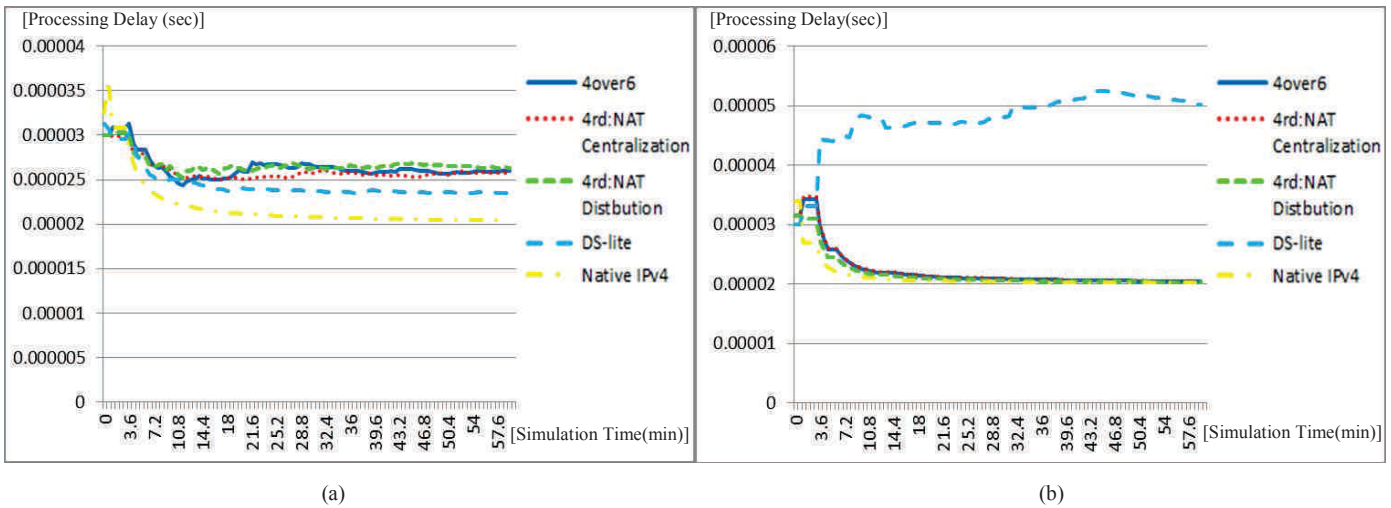 [Processing Delay (sec)]
0.00004
0.000035
0.00003
0.000025
0.00002
0.000015
0.00001
0.000005
0
0 3.6 7.2 10.8 14.4 18 21.6 25.2 28.8 32.4 36 39.6 43.2 46.8 50.4 54 57.6
[Simulation Time(min)]
4over6
4rd:NAT
Centralization
4rd:NAT
Distbution
DS-lite
Native IPv4
(a)
[Processing Delay(sec)]
0.00006
0.00005
0.00004
0.00003
0.00002
0.00001
0
0 3.6 7.2 10.8 14.4 18 21.6 25.2 28.8 32.4 36 39.6 43.2 46.8 50.4 54 57.6
[Simulation Time(min)]
4over6
4rd:NAT
Centralization
4rd:NAT
Distbution
DS-lite
Native IPv4
(b)